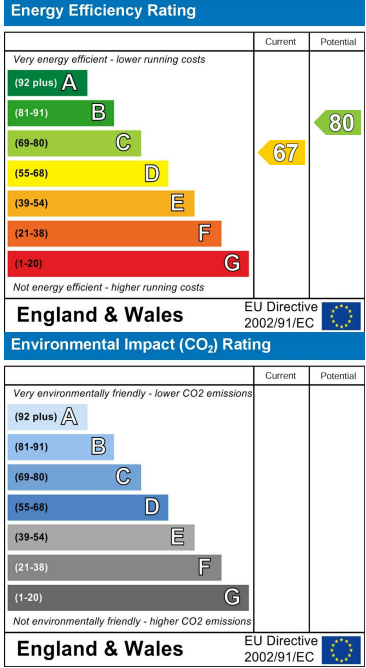 Energy Efficiency Rating
Current Potential
Very energy efficient - lower running costs
(92 plus) A
(81-91) B
(69-80) C
(55-68) D
(39-54) E
(21-38) F
(1-20) G
67
80
Not energy efficient - higher running costs
England & Wales
EU Directive
2002/91/EC
Environmental Impact (CO₂) Rating
Current Potential
Very environmentally friendly - lower CO2 emissions
(92 plus) A
(81-91) B
(69-80) C
(55-68) D
(39-54) E
(21-38) F
(1-20) G
Not environmentally friendly - higher CO2 emissions
England & Wales
EU Directive
2002/91/EC